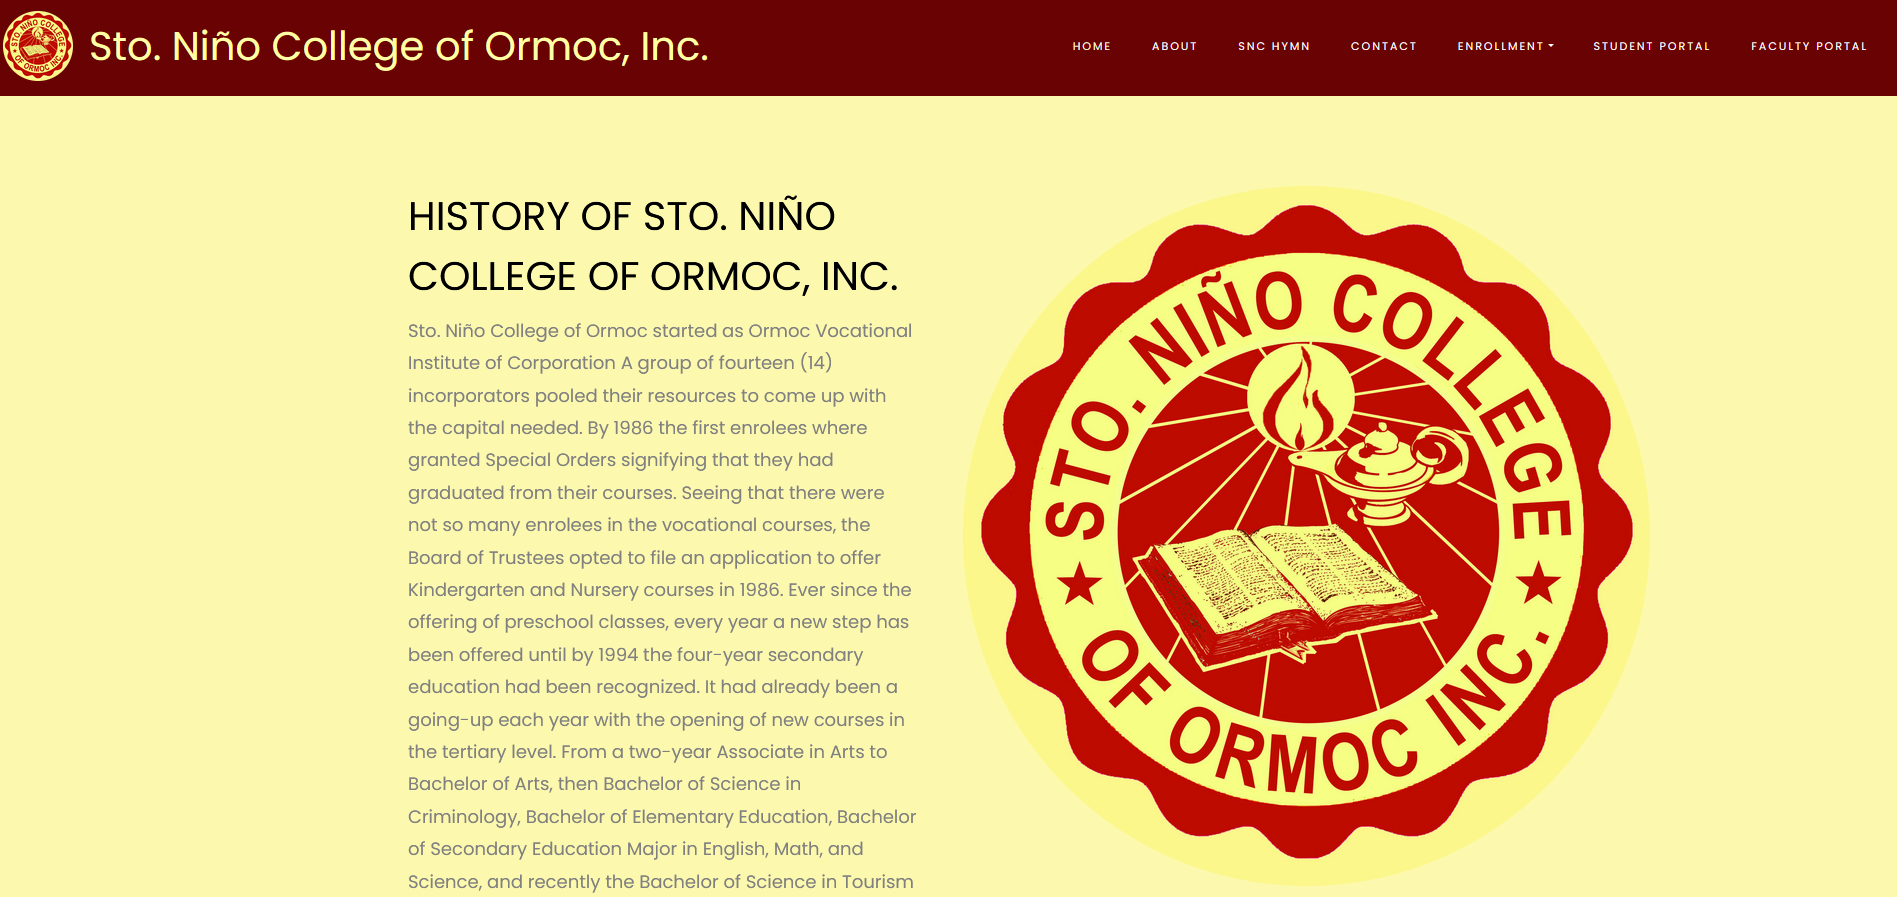 Sto. Niño College of Ormoc, Inc.
HOME ABOUT SNC HYMN CONTACT ENROLLMENT STUDENT PORTAL FACULTY PORTAL
HISTORY OF STO. NIÑO
COLLEGE OF ORMOC, INC.
Sto. Niño College of Ormoc started as Ormoc Vocational
Institute of Corporation A group of fourteen (14)
incorporators pooled their resources to come up with
the capital needed. By 1986 the first enrolees where
granted Special Orders signifying that they had
graduated from their courses. Seeing that there were
not so many enrolees in the vocational courses, the
Board of Trustees opted to file an application to offer
Kindergarten and Nursery courses in 1986. Ever since the
offering of preschool classes, every year a new step has
been offered until by 1994 the four-year secondary
education had been recognized. It had already been a
going-up each year with the opening of new courses in
the tertiary level. From a two-year Associate in Arts to
Bachelor of Arts, then Bachelor of Science in
Criminology, Bachelor of Elementary Education, Bachelor
of Secondary Education Major in English, Math, and
Science, and recently the Bachelor of Science in Tourism
STO. NIÑO COLLEGE
OF ORMOC INC.
STO. NIÑO COLLEGE
OF ORMOC INC.